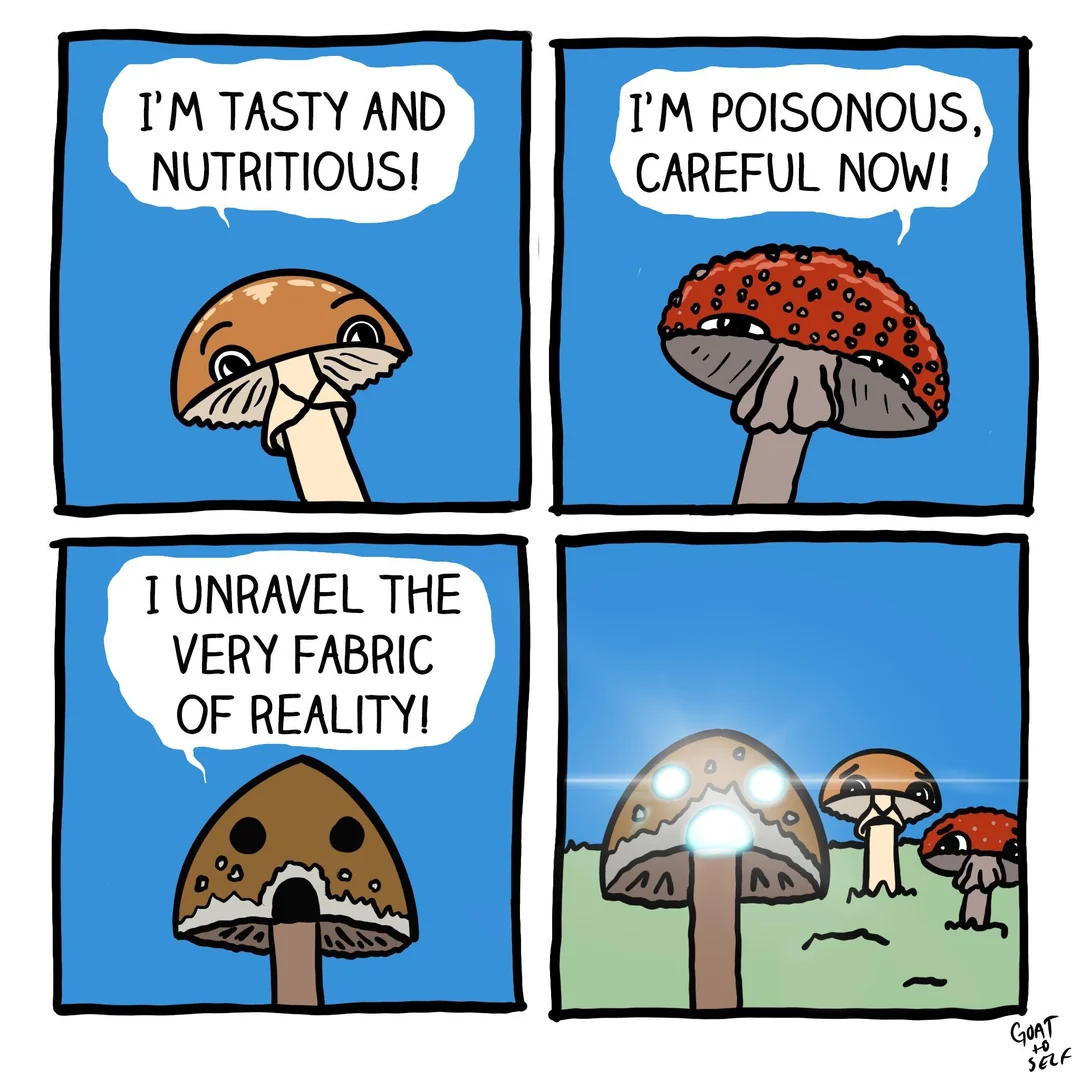 I'M TASTY AND
NUTRITIOUS!
I'M POISONOUS,
CAREFUL NOW!
I UNRAVEL THE
VERY FABRIC
OF REALITY!
GOAT
TO
SELF